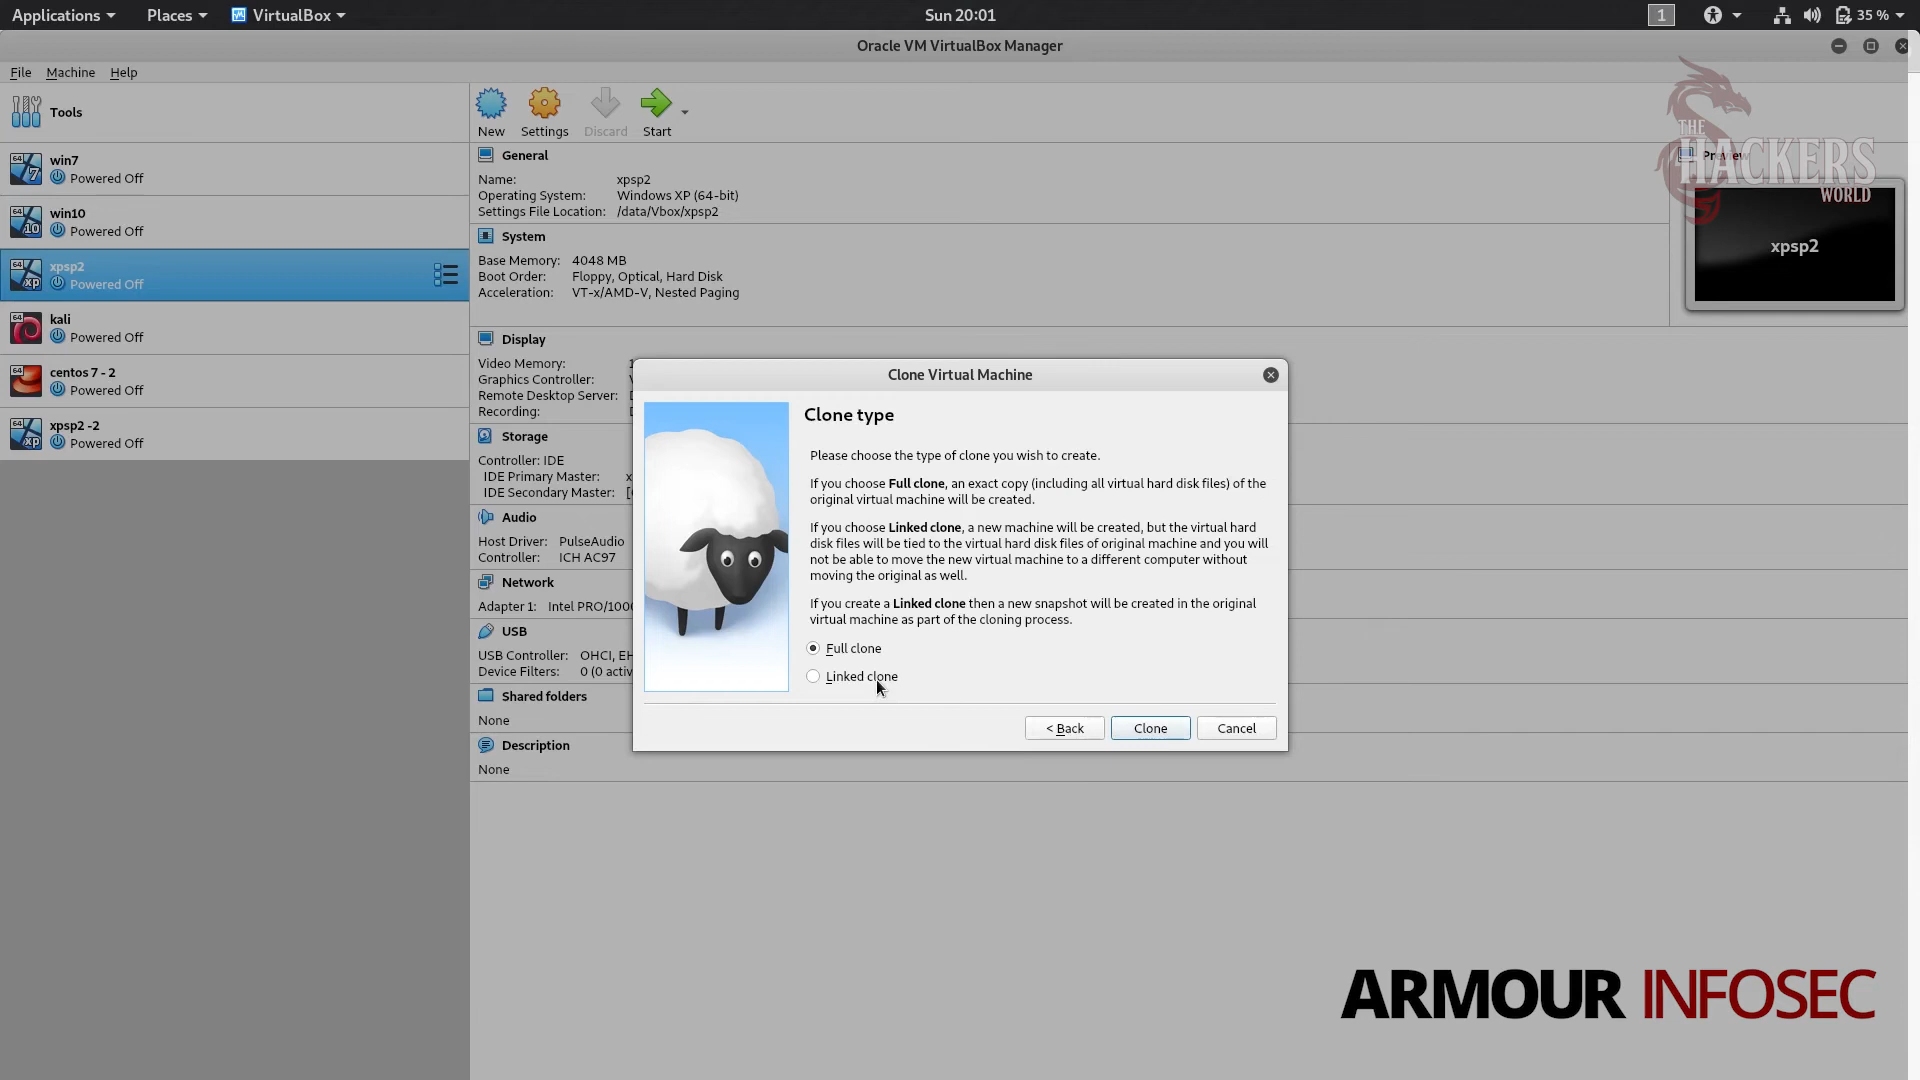 Applications Places VirtualBox Sun 20:01 1 35 %
Oracle VM VirtualBox Manager
File Machine Help
Tools
New Settings Discard Start
64 7 win7
Powered Off
64 10 win10
Powered Off
64 xp xpsp2
Powered Off
64 kali
Powered Off
64 centos 7 - 2
Powered Off
64 xp xpsp2 -2
Powered Off
General
Name: xpsp2
Operating System: Windows XP (64-bit)
Settings File Location: /data/Vbox/xpsp2
System
Base Memory: 4048 MB
Boot Order: Floppy, Optical, Hard Disk
Acceleration: VT-x/AMD-V, Nested Paging
Display
Video Memory: 1
Graphics Controller:
Remote Desktop Server:
Recording:
Storage
Controller: IDE
IDE Primary Master: x
IDE Secondary Master: [
Audio
Host Driver: PulseAudio
Controller: ICH AC97
Network
Adapter 1: Intel PRO/100
USB
USB Controller: OHCI, EH
Device Filters: 0 (0 activ
Shared folders
None
Description
None
Preview
THE
HACKERS
WORLD
xpsp2
Clone Virtual Machine
Clone type
Please choose the type of clone you wish to create.
If you choose Full clone, an exact copy (including all virtual hard disk files) of the
original virtual machine will be created.
If you choose Linked clone, a new machine will be created, but the virtual hard
disk files will be tied to the virtual hard disk files of original machine and you will
not be able to move the new virtual machine to a different computer without
moving the original as well.
If you create a Linked clone then a new snapshot will be created in the original
virtual machine as part of the cloning process.
Full clone
Linked clone
< Back Clone Cancel
ARMOUR INFOSEC